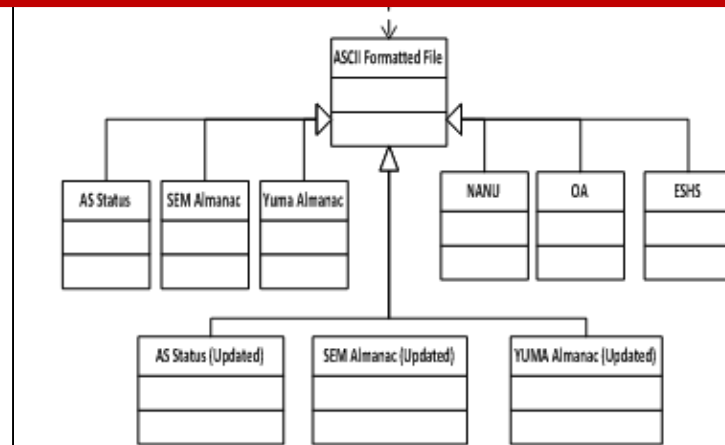 ASCII Formatted File
AS Status
SEM Almanac
Yuma Almanac
NANU
OA
ESHS
AS Status (Updated)
SEM Almanac (Updated)
YUMA Almanac (Updated)